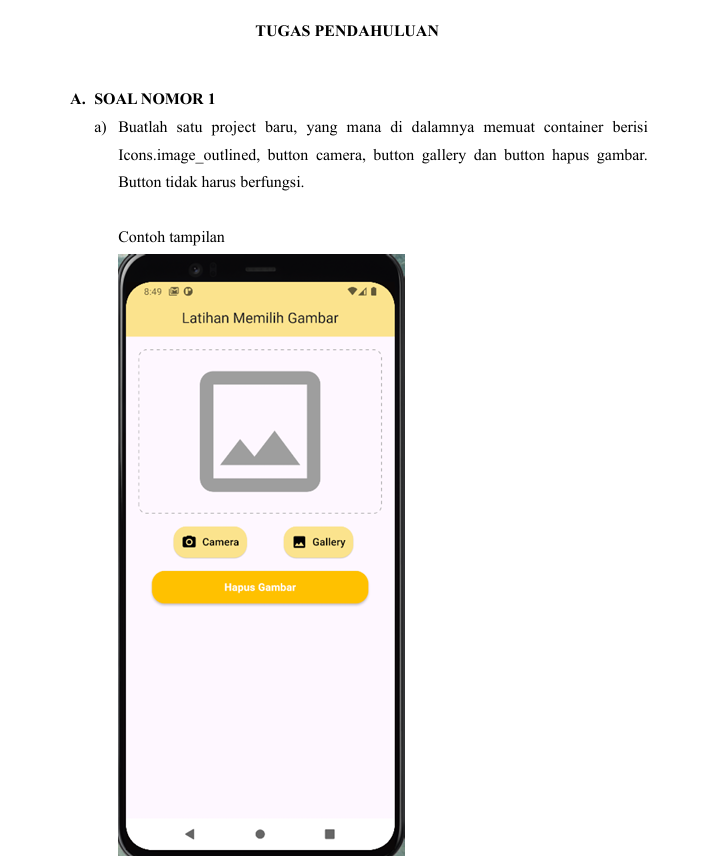 TUGAS PENDAHULUAN
A. SOAL NOMOR 1
a) Buatlah satu project baru, yang mana di dalamnya memuat container berisi
Icons.image_outlined, button camera, button gallery dan button hapus gambar.
Button tidak harus berfungsi.
Contoh tampilan
8:49
Latihan Memilih Gambar
Camera
Gallery
Hapus Gambar